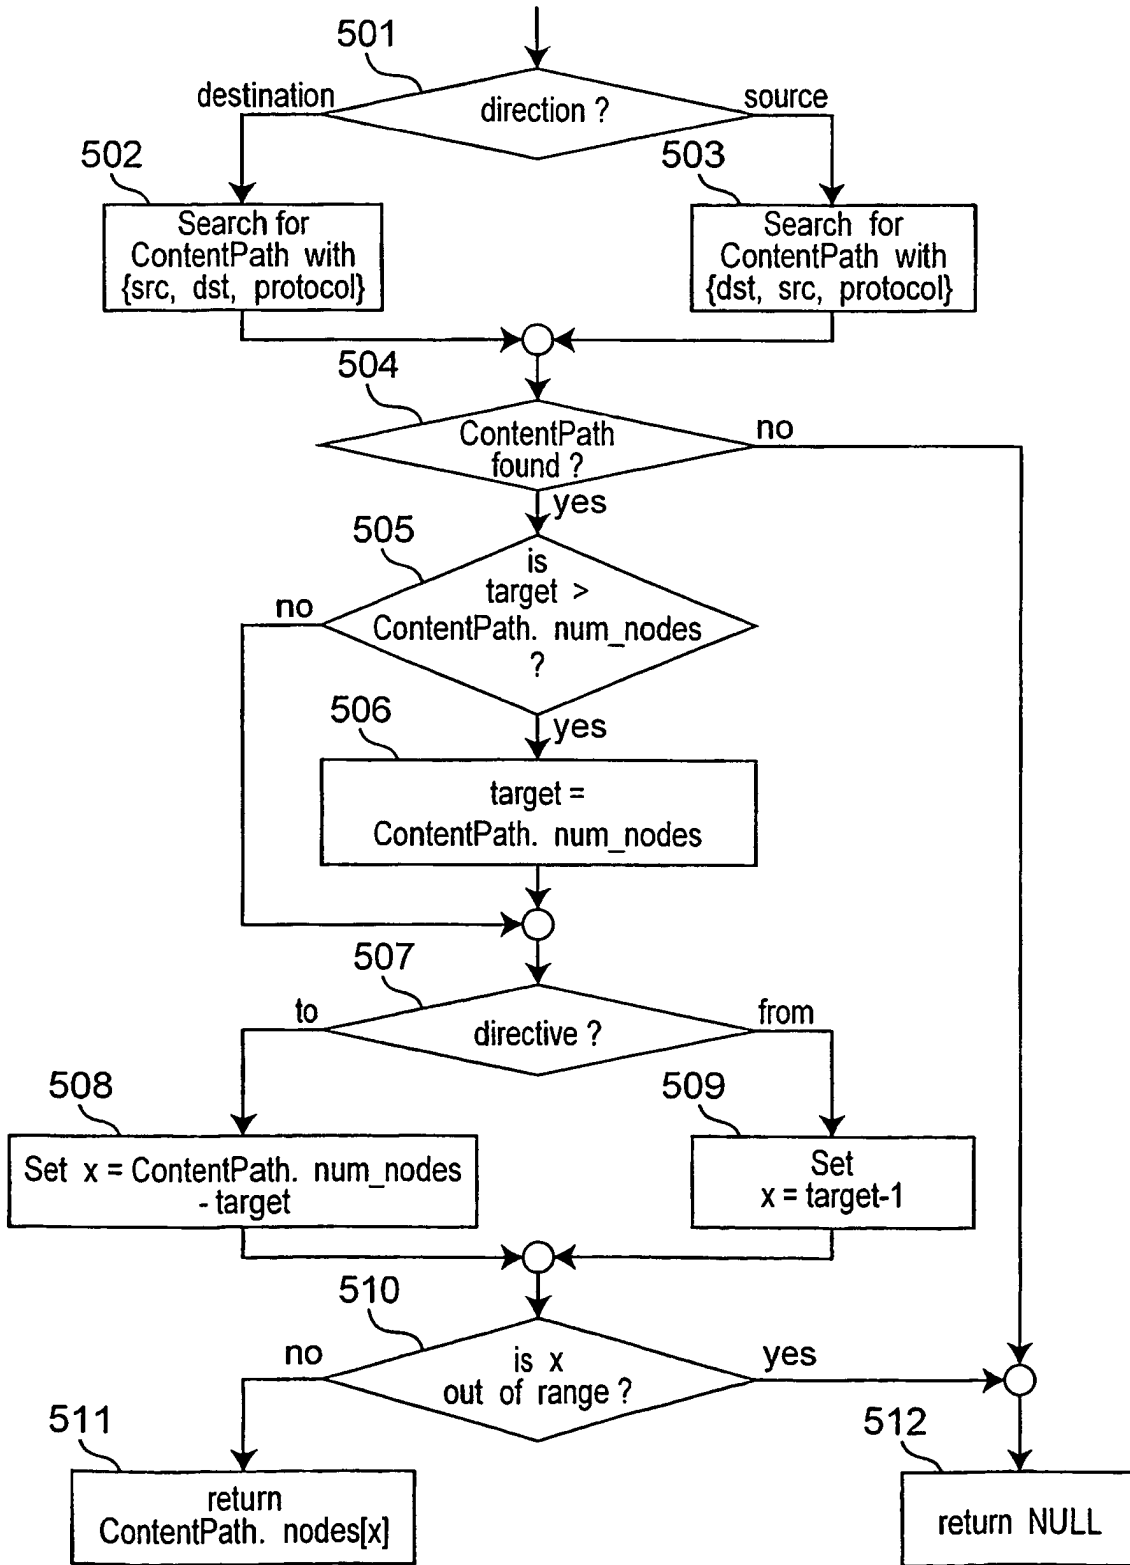 501
destination
direction ?
source
502
503
Search for
ContentPath with
{src, dst, protocol}
Search for
ContentPath with
{dst, src, protocol}
504
ContentPath
found ?
no
yes
505
is
target >
ContentPath. num_nodes
?
no
506
yes
target =
ContentPath. num_nodes
507
to
directive ?
from
508
509
Set x = ContentPath. num_nodes
- target
Set
x = target-1
510
no
is x
out of range ?
yes
511
512
return
ContentPath. nodes[x]
return NULL